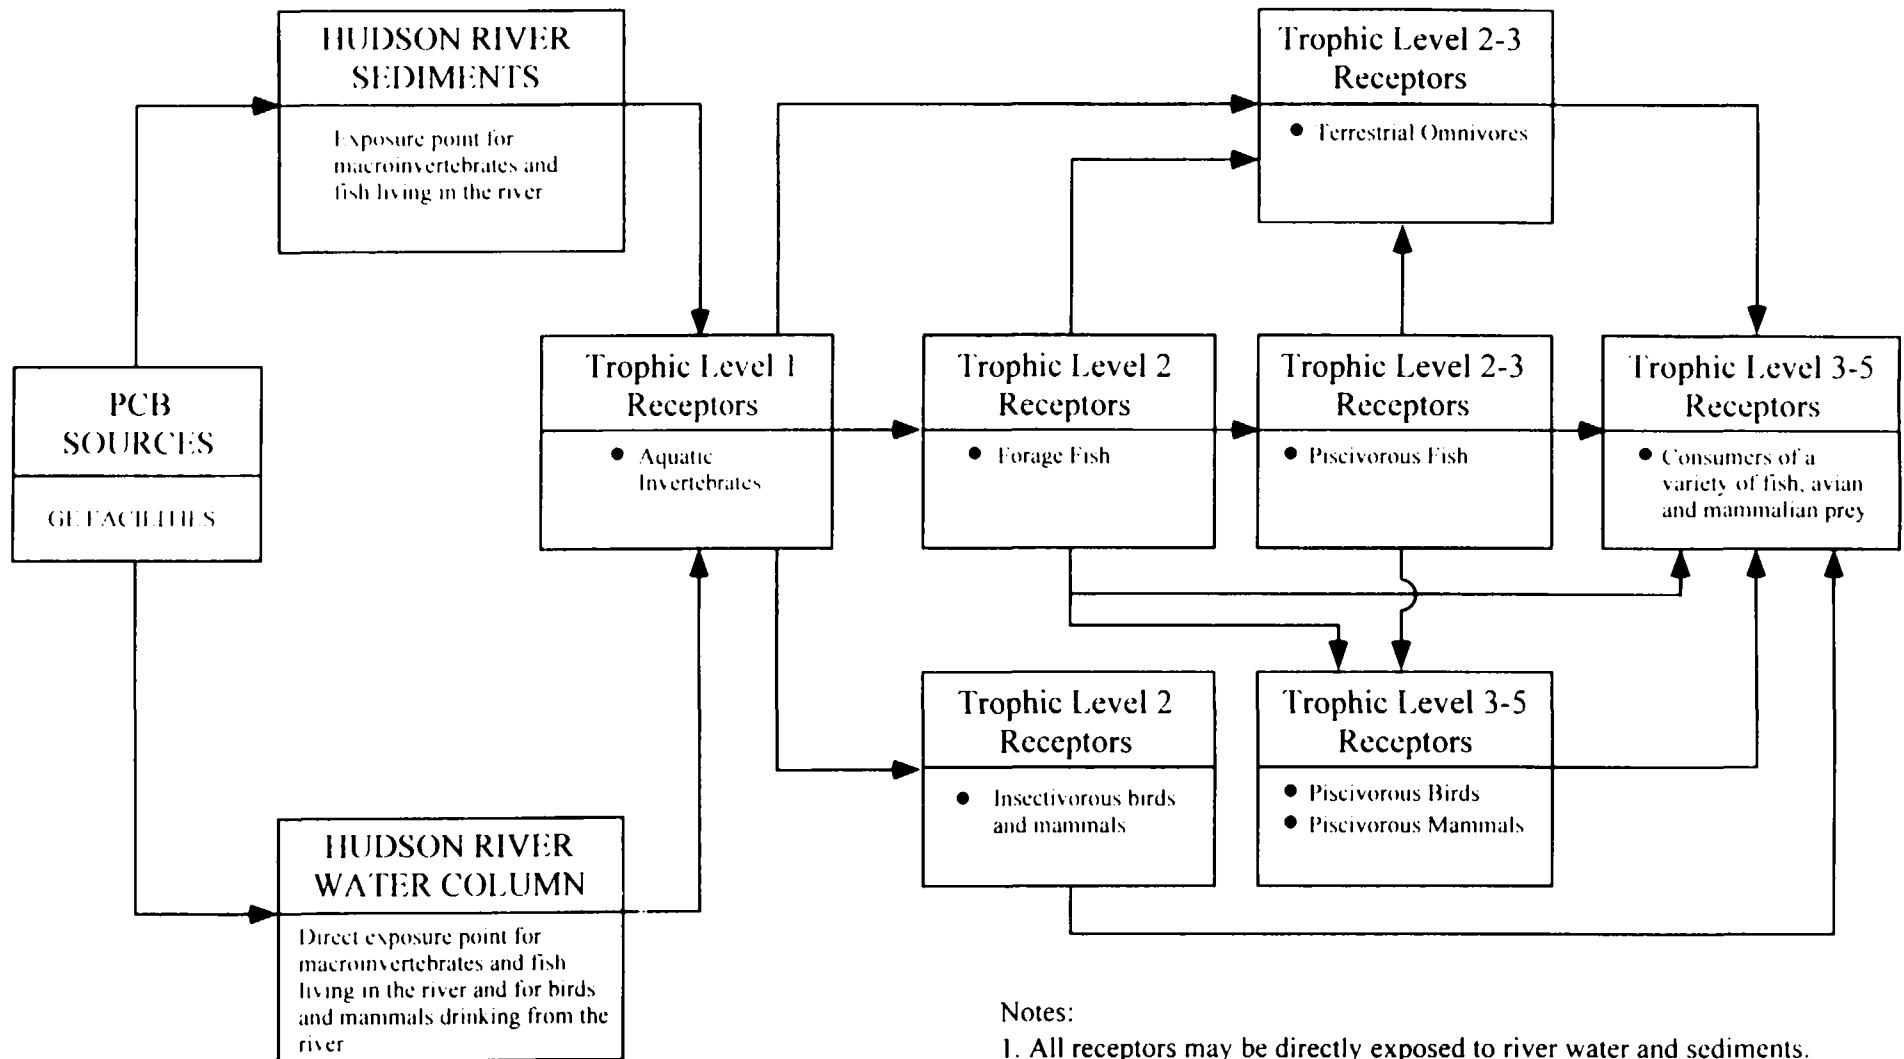 HUDSON RIVER
SEDIMENTS
Exposure point for
macroinvertebrates and
fish living in the river
Trophic Level 2-3
Receptors
● Terrestrial Omnivores
PCB
SOURCES
GE FACILITIES
Trophic Level 1
Receptors
● Aquatic
Invertebrates
Trophic Level 2
Receptors
● Forage Fish
Trophic Level 2-3
Receptors
● Piscivorous Fish
Trophic Level 3-5
Receptors
● Consumers of a
variety of fish, avian
and mammalian prey
Trophic Level 2
Receptors
● Insectivorous birds
and mammals
Trophic Level 3-5
Receptors
● Piscivorous Birds
● Piscivorous Mammals
HUDSON RIVER
WATER COLUMN
Direct exposure point for
macroinvertebrates and fish
living in the river and for birds
and mammals drinking from the
river
Notes:
1. All receptors may be directly exposed to river water and sediments.